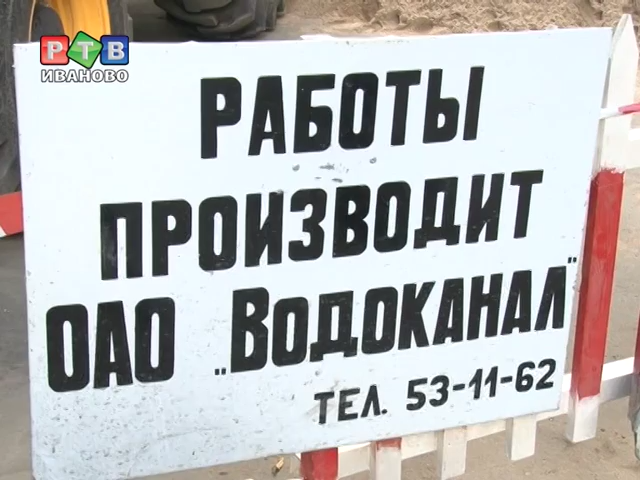 РТВ
ИВАНОВО
РАБОТЫ
ПРОИЗВОДИТ
ОАО „ВОДОКАНАЛ"
ТЕЛ. 53-11-62